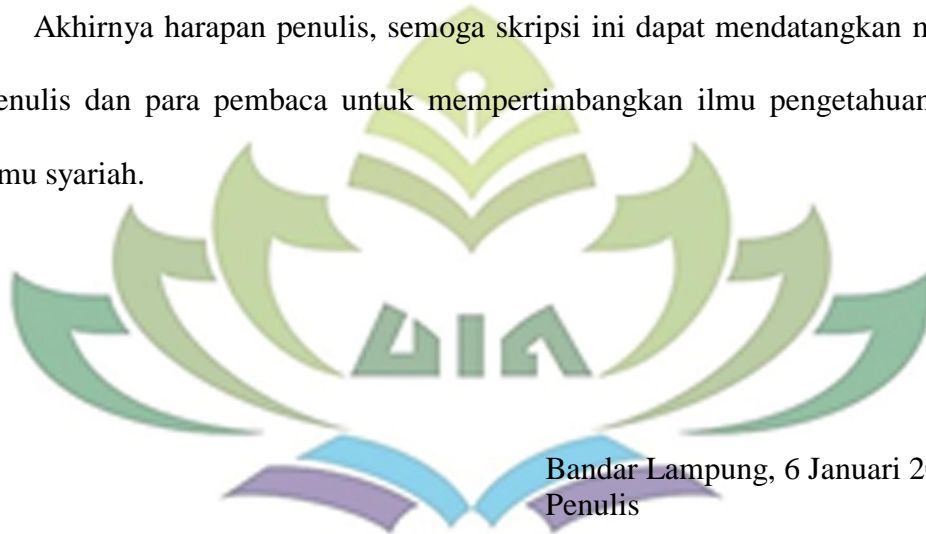 Akhirnya harapan penulis, semoga skripsi ini dapat mendatangkan
penulis dan para pembaca untuk mempertimbangkan ilmu pengetahuan
ilmu syariah.
UIN
Bandar Lampung, 6 Januari
Penulis